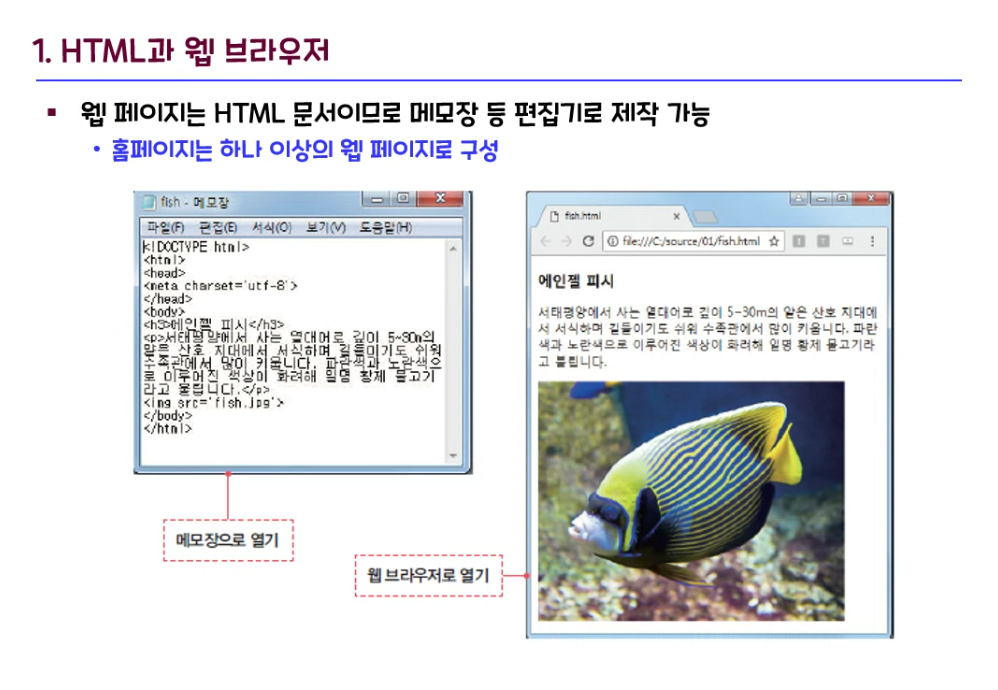 1. HTML과 웹 브라우저
▪ 웹 페이지는 HTML 문서이므로 메모장 등 편집기로 제작 가능
• 홈페이지는 하나 이상의 웹 페이지로 구성
fish - 메모장
파일(F) 편집(E) 서식(O) 보기(V) 도움말(H)
<!DOCTYPE html>
<html>
<head>
<meta charset='utf-8'>
</head>
<body>
<h3>에인젤 피시</h3>
<p>서태평양에서 사는 열대어로 깊이 5~30m의
얕은 산호 지대에서 서식하며 길들이기도 쉬워
수족관에서 많이 키웁니다. 파란색과 노란색으
로 이루어진 색상이 화려해 일명 황제 물고기
라고 불립니다.</p>
<img src='fish.jpg'>
</body>
</html>
메모장으로 열기
fish.html
file:///C:/source/01/fish.html
에인젤 피시
서태평양에서 사는 열대어로 깊이 5~30m의 얕은 산호 지대에
서 서식하며 길들이기도 쉬워 수족관에서 많이 키웁니다. 파란
색과 노란색으로 이루어진 색상이 화려해 일명 황제 물고기라
고 불립니다.
웹 브라우저로 열기